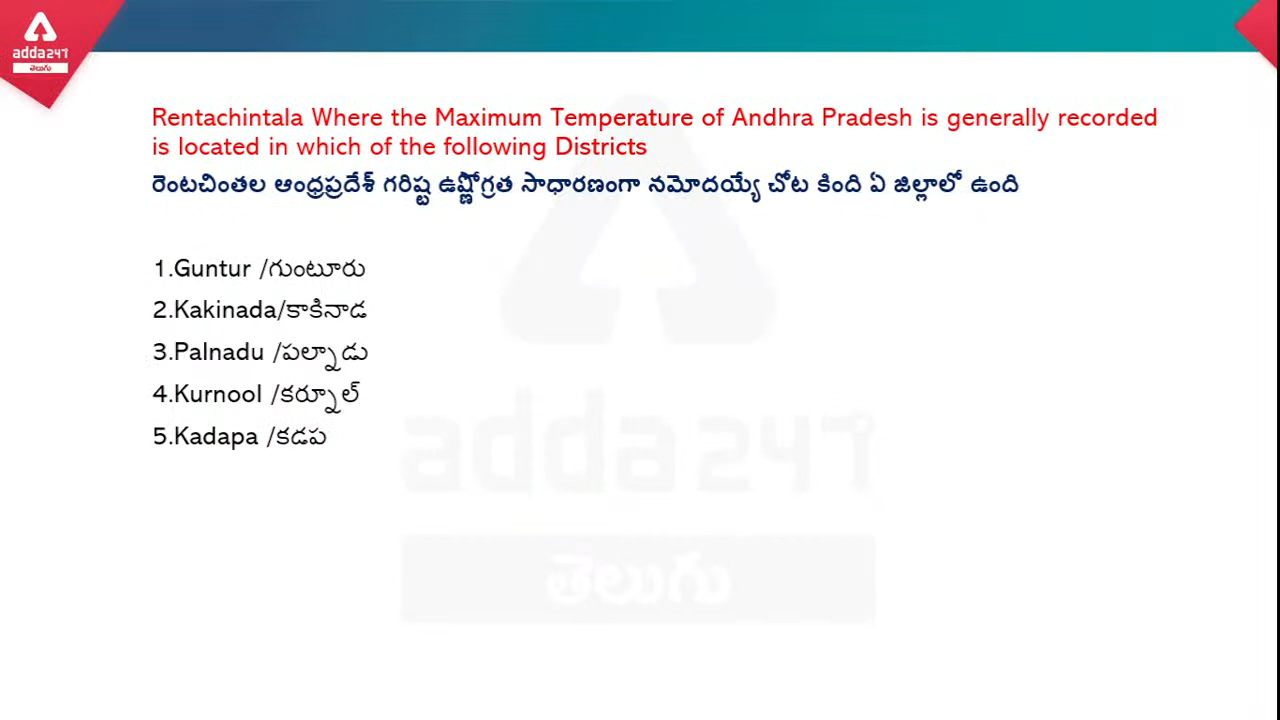 adda247
తెలుగు
Rentachintala Where the Maximum Temperature of Andhra Pradesh is generally recorded
is located in which of the following Districts
రెంటచింతల ఆంధ్రప్రదేశ్ గరిష్ట ఉష్ణోగ్రత సాధారణంగా నమోదయ్యే చోట కింది ఏ జిల్లాలో ఉంది
1.Guntur /గుంటూరు
2.Kakinada/కాకినాడ
3.Palnadu /పల్నాడు
4.Kurnool /కర్నూల్
5.Kadapa /కడప
adda247
తెలుగు